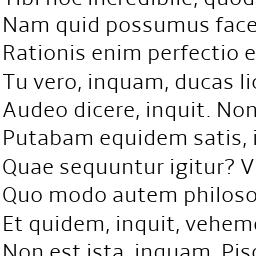 Tibi hoc incredibile, quod
Nam quid possumus face
Rationis enim perfectio e
Tu vero, inquam, ducas lic
Audeo dicere, inquit. Non
Putabam equidem satis, i
Quae sequuntur igitur? V
Quo modo autem philoso
Et quidem, inquit, vehem
Non est ista, inquam, Piso